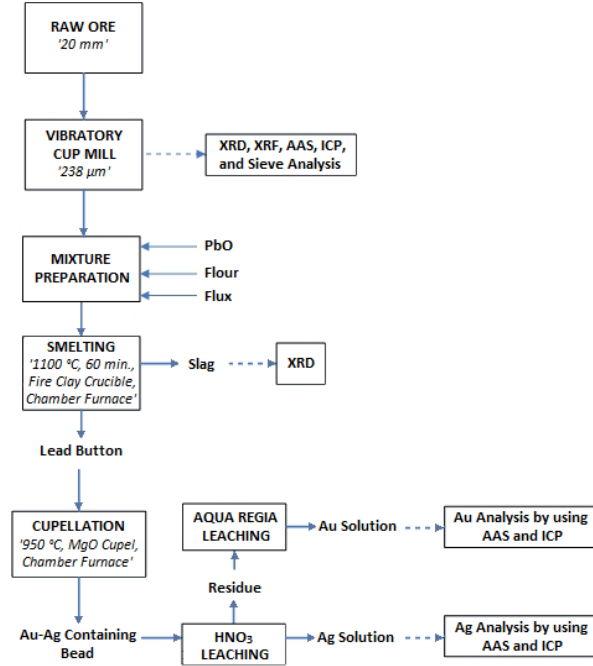 RAW ORE
'20 mm'
VIBRATORY
CUP MILL
'238 µm'
XRD, XRF, AAS, ICP,
and Sieve Analysis
MIXTURE
PREPARATION
PbO
Flour
Flux
SMELTING
'1100 °C, 60 min.,
Fire Clay Crucible,
Chamber Furnace'
Slag
XRD
Lead Button
CUPELLATION
'950 °C, MgO Cupel,
Chamber Furnace'
AQUA REGIA
LEACHING
Au Solution
Au Analysis by using
AAS and ICP
Residue
Au-Ag Containing
Bead
HNO₃
LEACHING
Ag Solution
Ag Analysis by using
AAS and ICP